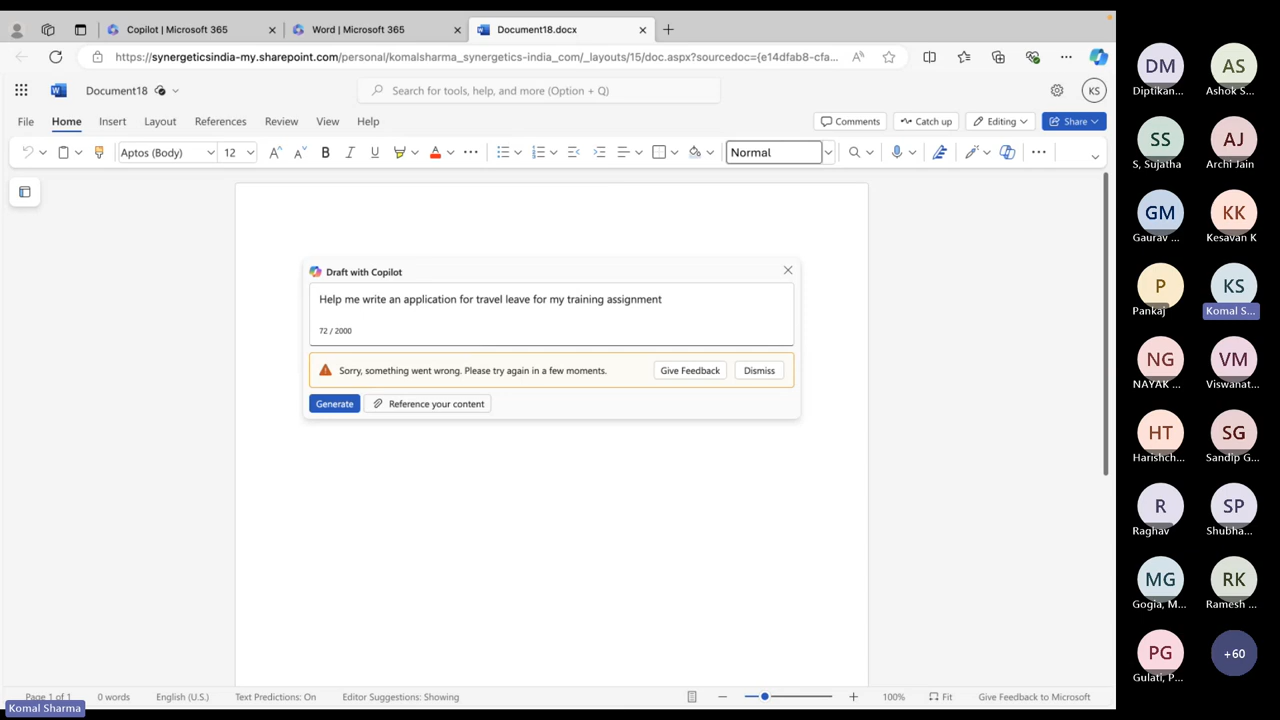 Copilot | Microsoft 365
Word | Microsoft 365
Document18.docx
https://synergeticsindia-my.sharepoint.com/personal/komalsharma_synergetics-india_com/_layouts/15/doc.aspx?sourcedoc={e14dfab8-cfa...
Document18
Search for tools, help, and more (Option + Q)
KS
File Home Insert Layout References Review View Help
Comments Catch up Editing Share
Aptos (Body) 12 B I U A Normal
Draft with Copilot
Help me write an application for travel leave for my training assignment
72 / 2000
Sorry, something went wrong. Please try again in a few moments.
Give Feedback Dismiss
Generate Reference your content
Page 1 of 1 0 words English (U.S.) Text Predictions: On Editor Suggestions: Showing 100% Fit Give Feedback to Microsoft
Komal Sharma
DM AS
Diptikan... Ashok S...
SS AJ
S, Sujatha Archi Jain
GM KK
Gaurav ... Kesavan K
P KS
Pankaj Komal S...
NG VM
NAYAK ... Viswanat...
HT SG
Harishch... Sandip G...
R SP
Raghav Shubha...
MG RK
Gogia, M... Ramesh ...
PG +60
Gulati, P...